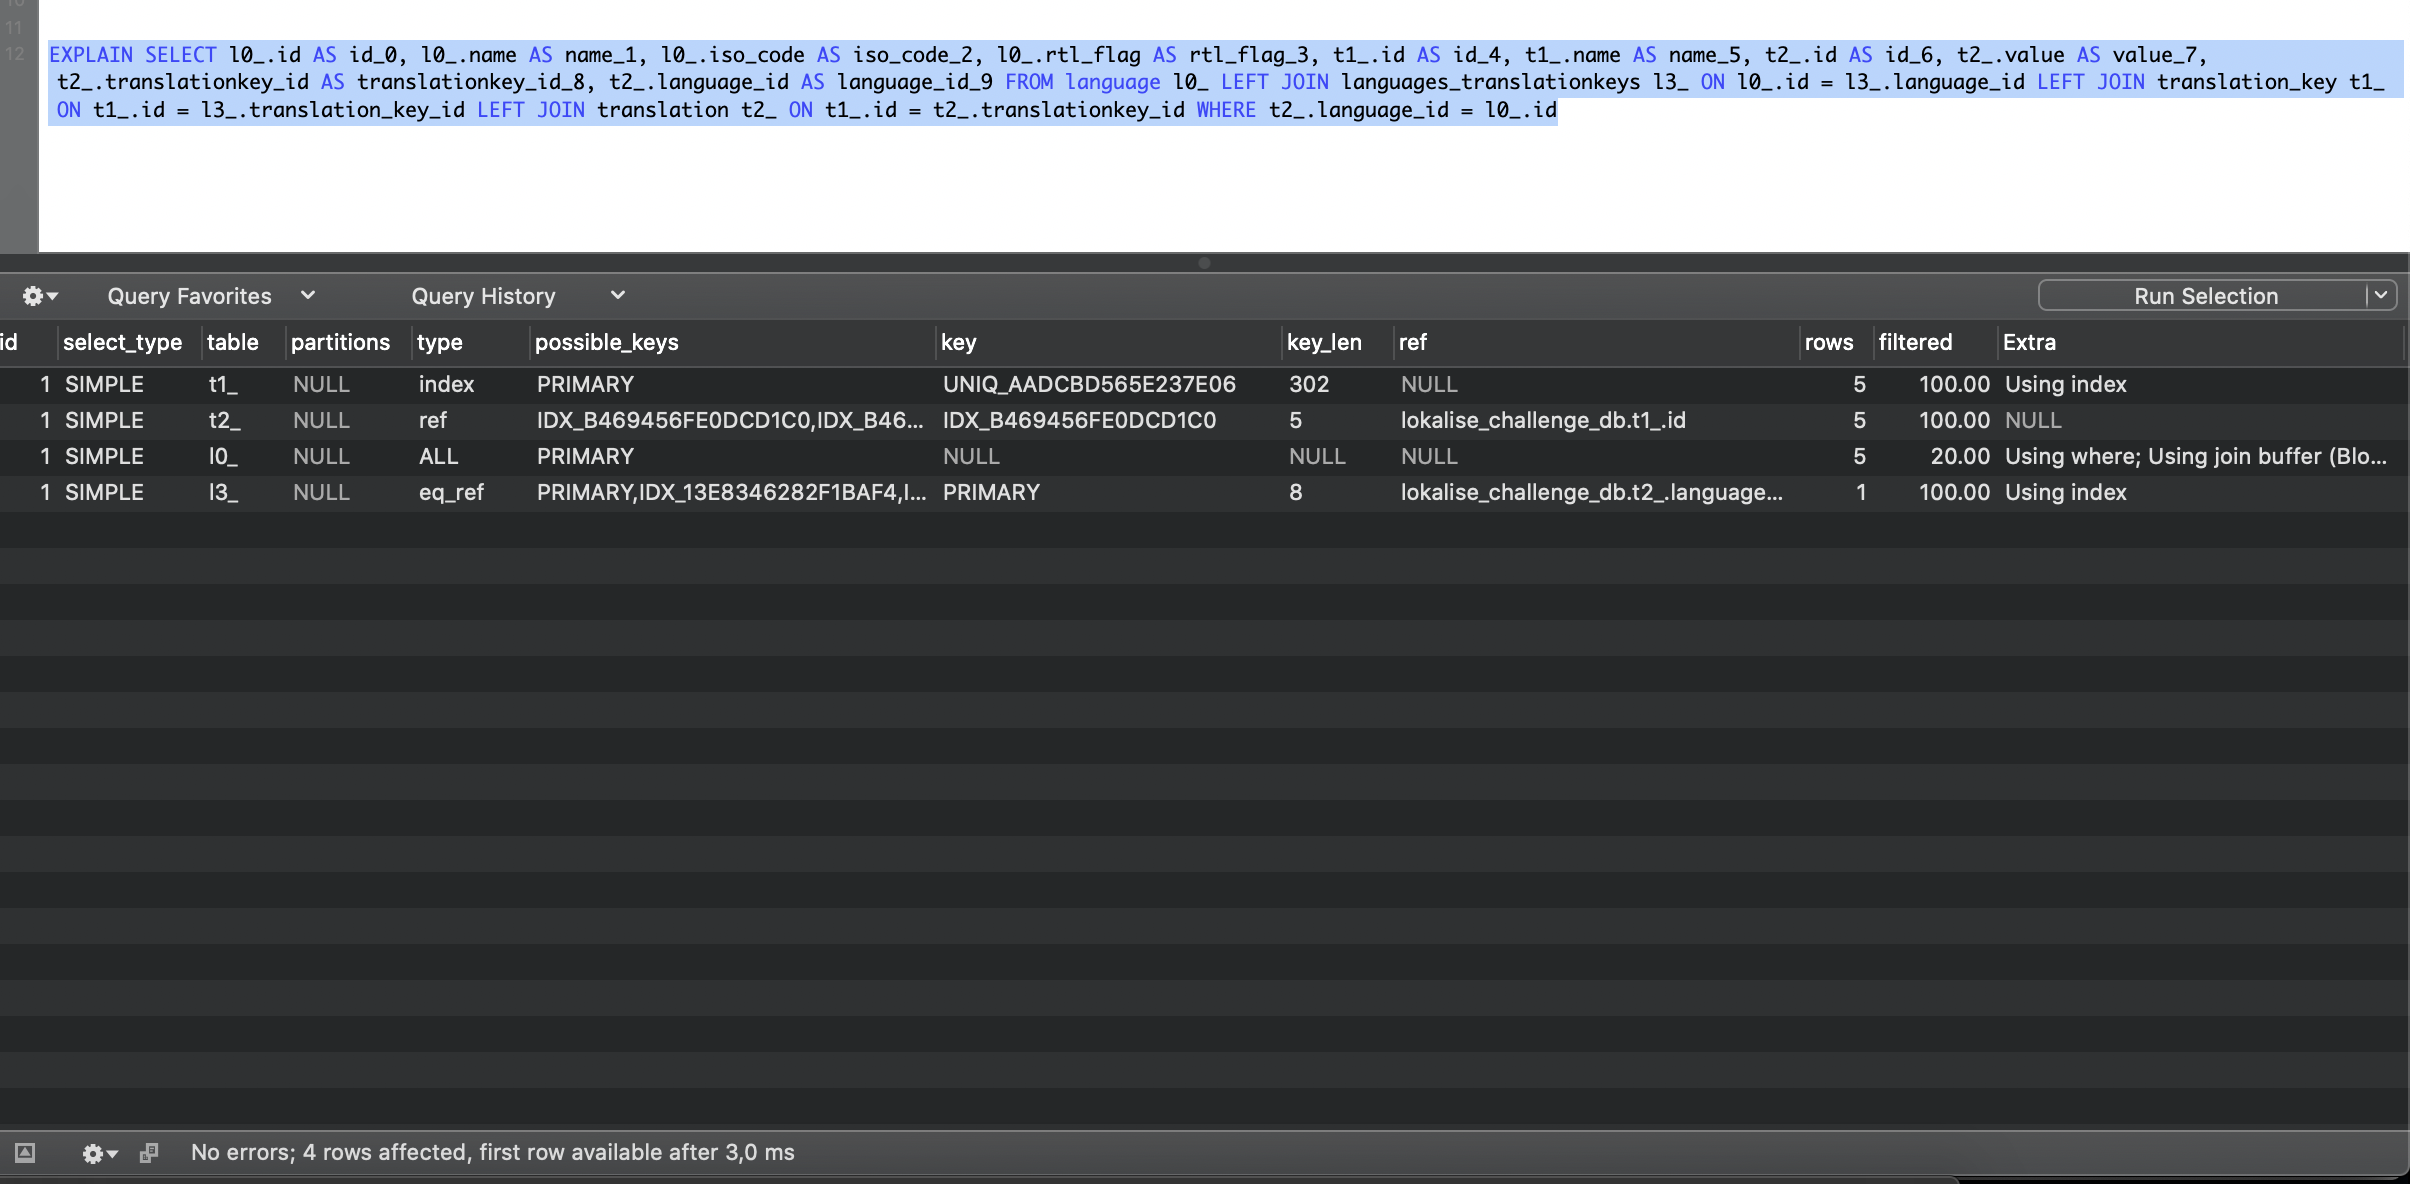 10
11
12 EXPLAIN SELECT l0_.id AS id_0, l0_.name AS name_1, l0_.iso_code AS iso_code_2, l0_.rtl_flag AS rtl_flag_3, t1_.id AS id_4, t1_.name AS name_5, t2_.id AS id_6, t2_.value AS value_7,
t2_.translationkey_id AS translationkey_id_8, t2_.language_id AS language_id_9 FROM language l0_ LEFT JOIN languages_translationkeys l3_ ON l0_.id = l3_.language_id LEFT JOIN translation_key t1_
ON t1_.id = l3_.translation_key_id LEFT JOIN translation t2_ ON t1_.id = t2_.translationkey_id WHERE t2_.language_id = l0_.id
Query Favorites Query History Run Selection
id select_type table partitions type possible_keys key key_len ref rows filtered Extra
1 SIMPLE t1_ NULL index PRIMARY UNIQ_AADCBD565E237E06 302 NULL 5 100.00 Using index
1 SIMPLE t2_ NULL ref IDX_B469456FE0DCD1C0,IDX_B46... IDX_B469456FE0DCD1C0 5 lokalise_challenge_db.t1_.id 5 100.00 NULL
1 SIMPLE l0_ NULL ALL PRIMARY NULL NULL NULL 5 20.00 Using where; Using join buffer (Blo...
1 SIMPLE l3_ NULL eq_ref PRIMARY,IDX_13E8346282F1BAF4,I... PRIMARY 8 lokalise_challenge_db.t2_.language... 1 100.00 Using index
No errors; 4 rows affected, first row available after 3,0 ms